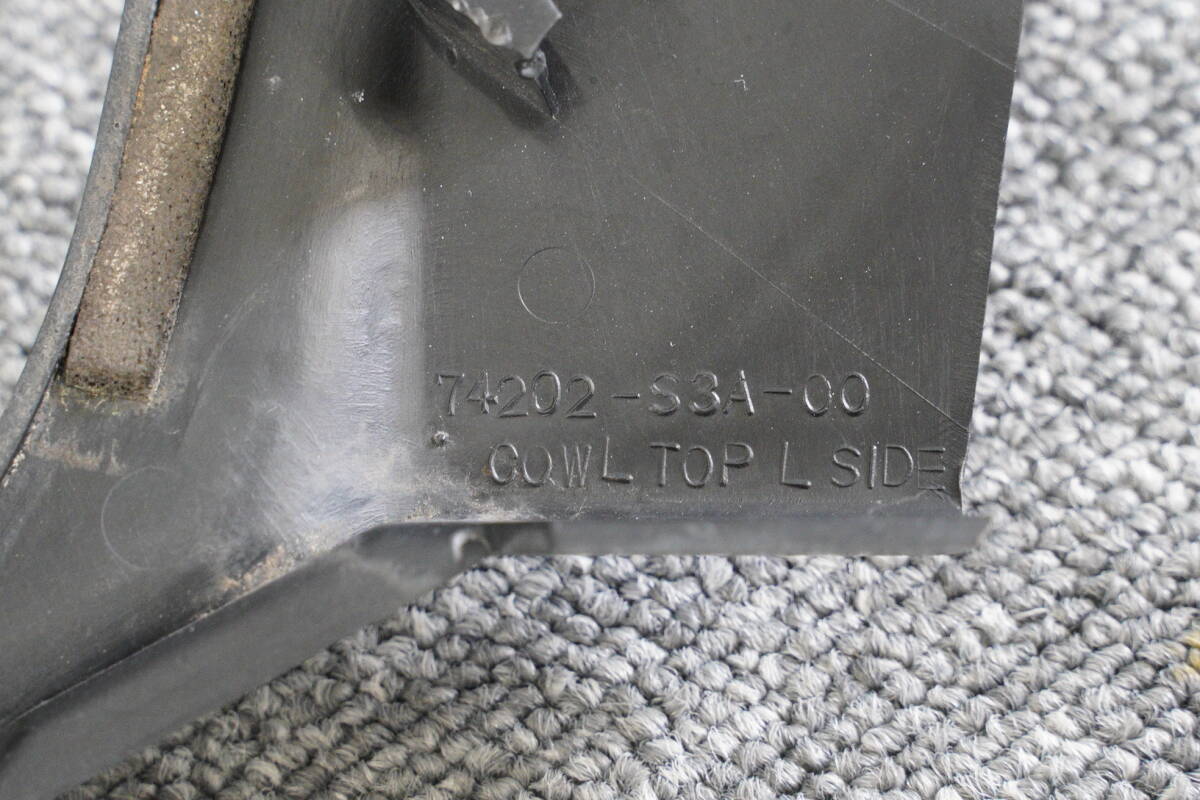 74202-S3A-00
COWL TOP L SIDE